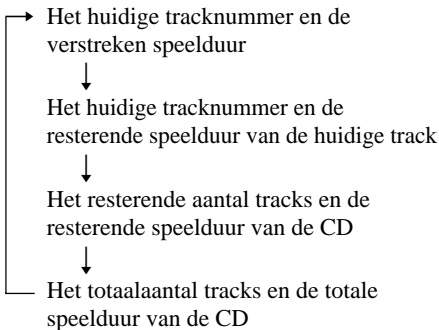 Het huidige tracknummer en de
verstreken speelduur
Het huidige tracknummer en de
resterende speelduur van de huidige track
Het resterende aantal tracks en de
resterende speelduur van de CD
Het totaalaantal tracks en de totale
speelduur van de CD